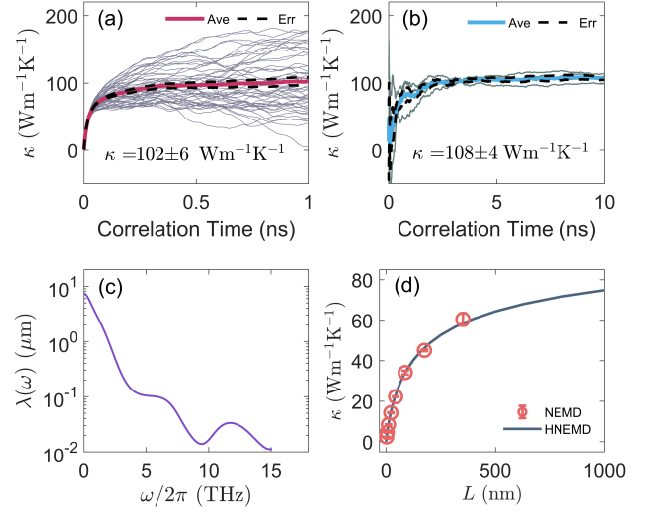 (a)
Ave
Err
κ (Wm⁻¹K⁻¹)
200
100
0
κ =102±6 Wm⁻¹K⁻¹
0
0.5
1
Correlation Time (ns)
(b)
Ave
Err
κ (Wm⁻¹K⁻¹)
200
100
0
κ =108±4 Wm⁻¹K⁻¹
0
5
10
Correlation Time (ns)
(c)
λ(ω) (μm)
10¹
10⁰
10⁻¹
10⁻²
0
5
10
15
ω/2π (THz)
(d)
κ (Wm⁻¹K⁻¹)
80
60
40
20
0
NEMD
HNEMD
0
500
1000
L (nm)